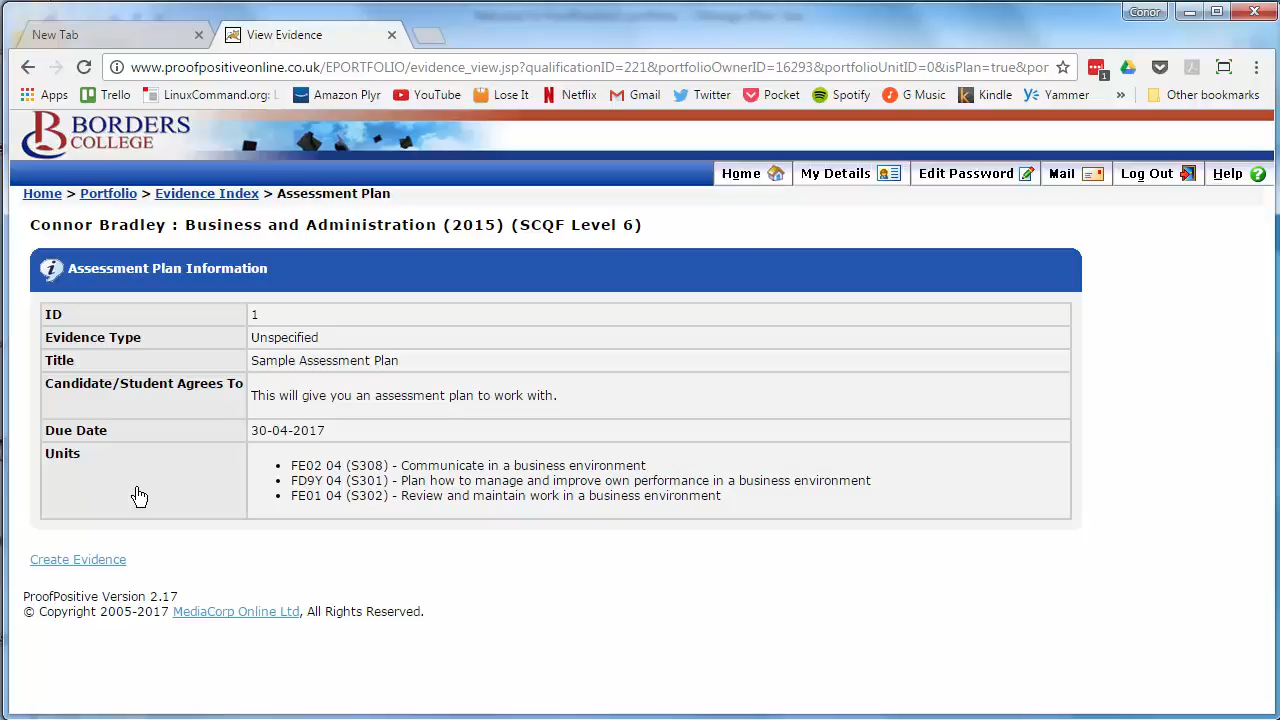 Conor
New Tab
View Evidence
www.proofpositiveonline.co.uk/EPORTFOLIO/evidence_view.jsp?qualificationID=221&portfolioOwnerID=16293&portfolioUnitID=0&isPlan=true&por
1
Apps Trello LinuxCommand.org: L Amazon Plyr YouTube Lose It Netflix Gmail Twitter Pocket Spotify G Music Kindle Yammer » Other bookmarks
BORDERS
COLLEGE
Home My Details Edit Password Mail Log Out Help
Home > Portfolio > Evidence Index > Assessment Plan
Connor Bradley : Business and Administration (2015) (SCQF Level 6)
Assessment Plan Information
ID 1
Evidence Type Unspecified
Title Sample Assessment Plan
Candidate/Student Agrees To This will give you an assessment plan to work with.
Due Date 30-04-2017
Units
• FE02 04 (S308) - Communicate in a business environment
• FD9Y 04 (S301) - Plan how to manage and improve own performance in a business environment
• FE01 04 (S302) - Review and maintain work in a business environment
Create Evidence
ProofPositive Version 2.17
© Copyright 2005-2017 MediaCorp Online Ltd, All Rights Reserved.